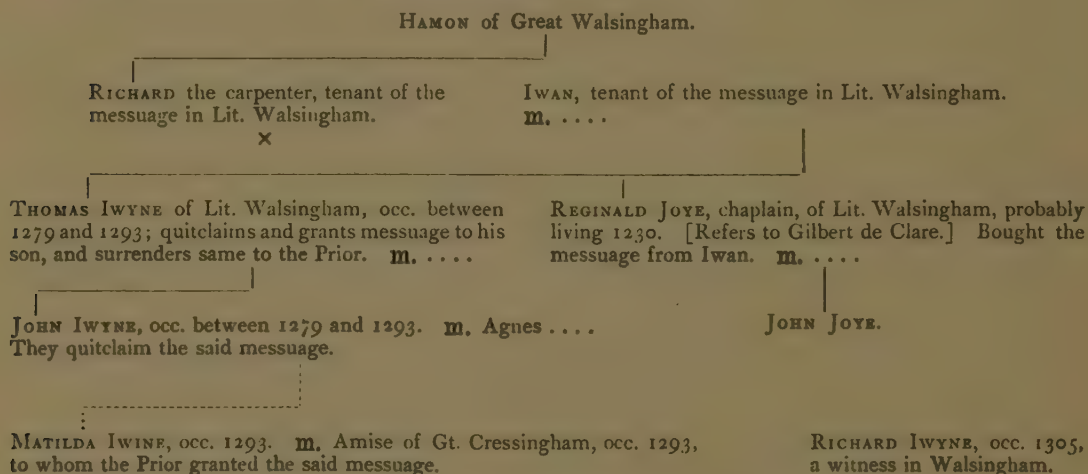 HAMON of Great Walsingham.
RICHARD the carpenter, tenant of the
messuage in Lit. Walsingham.
×
IWAN, tenant of the messuage in Lit. Walsingham.
m. ....
THOMAS IWYNE of Lit. Walsingham, occ. between
1279 and 1293; quitclaims and grants messuage to his
son, and surrenders same to the Prior. m. ....
REGINALD JOYE, chaplain, of Lit. Walsingham, probably
living 1230. [Refers to Gilbert de Clare.] Bought the
messuage from Iwan. m. ....
JOHN IWYNE, occ. between 1279 and 1293. m. Agnes ....
They quitclaim the said messuage.
JOHN JOYE.
MATILDA IWINE, occ. 1293. m. Amise of Gt. Cressingham, occ. 1293,
to whom the Prior granted the said messuage.
RICHARD IWYNE, occ. 1305,
a witness in Walsingham.